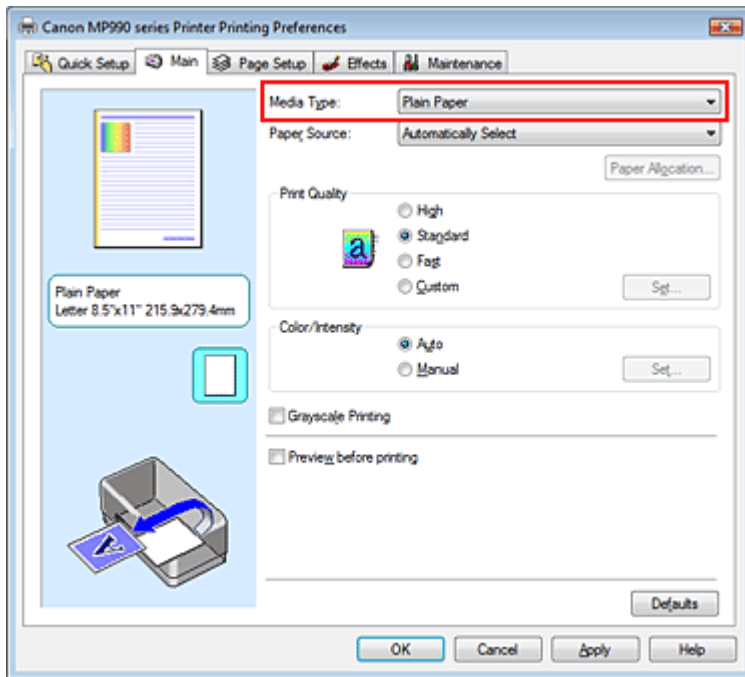 Canon MP990 series Printer Printing Preferences
Quick Setup Main Page Setup Effects Maintenance
Media Type: Plain Paper
Paper Source: Automatically Select
Paper Allocation...
Print Quality
High
a Standard
Fast
Custom Set...
Plain Paper
Letter 8.5"x11" 215.9x279.4mm
Color/Intensity
Auto
Manual Set...
Grayscale Printing
Preview before printing
A
Defaults
OK Cancel Apply Help